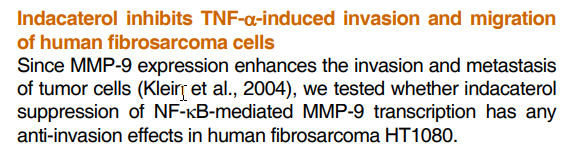 Indacaterol inhibits TNF-α-induced invasion and migration
of human fibrosarcoma cells
Since MMP-9 expression enhances the invasion and metastasis
of tumor cells (Klein et al., 2004), we tested whether indacaterol
suppression of NF-κB-mediated MMP-9 transcription has any
anti-invasion effects in human fibrosarcoma HT1080.